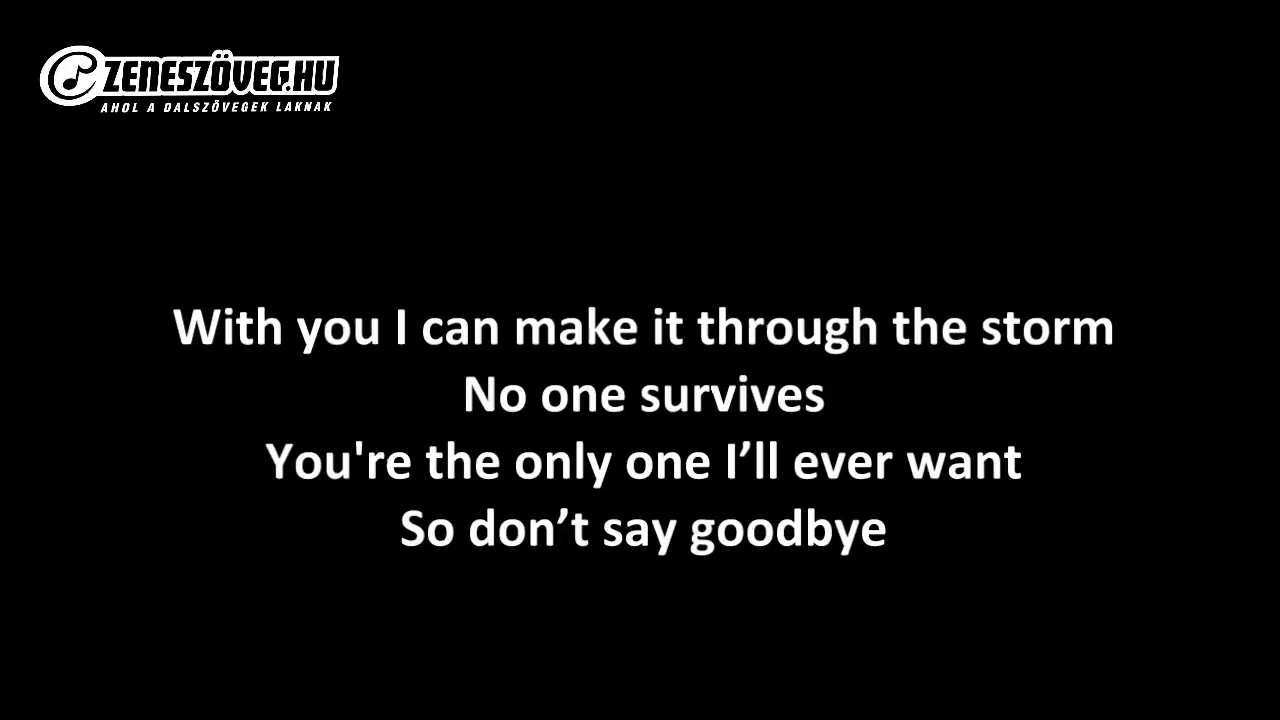 ZENESZÖVEG.HU
AHOL A DALSZÖVEGEK LAKNAK
With you I can make it through the storm
No one survives
You're the only one I’ll ever want
So don’t say goodbye